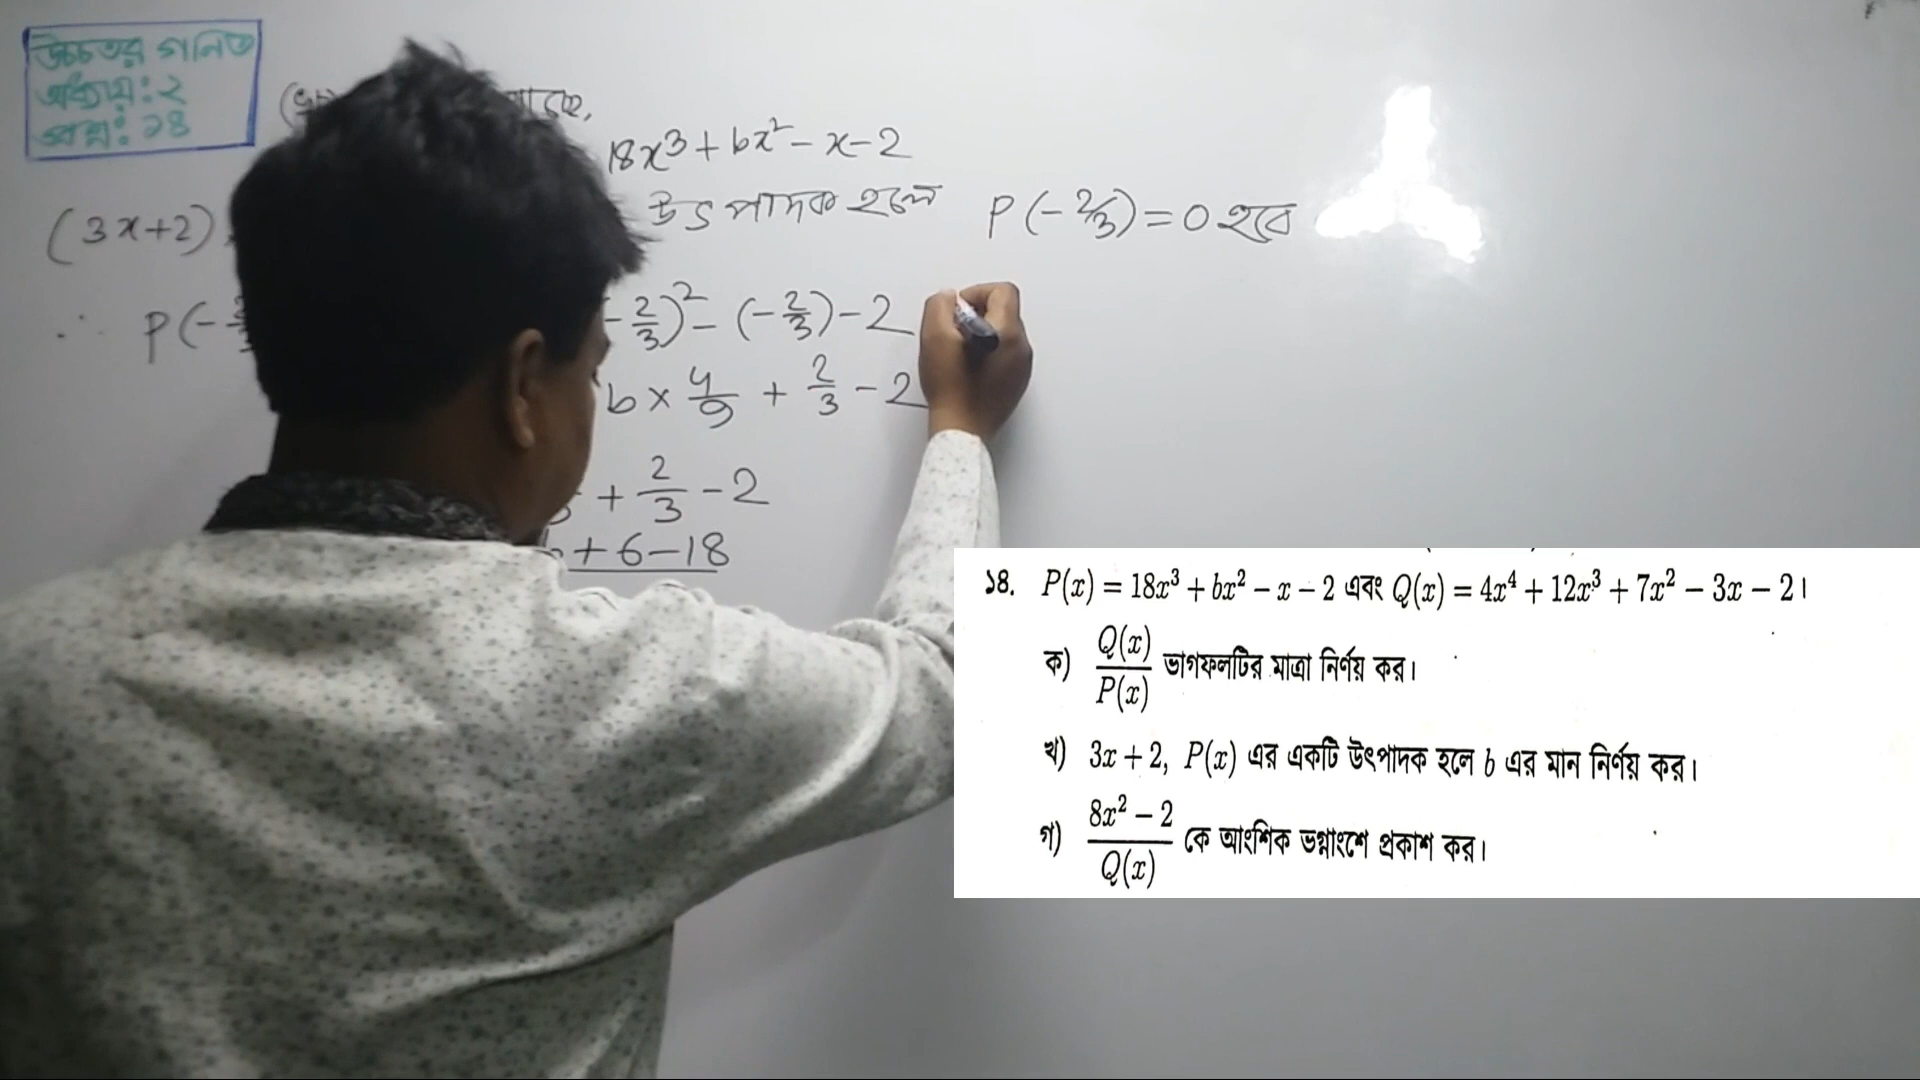 উচ্চতর গনিত
অধ্যায়: ২
প্রশ্ন: ১৪
18x³ + bx² - x - 2
(3x+2) উৎপাদক হলে P(-2/3) = 0 হবে
∴ P(- 2/3)² - (-2/3) - 2
b × 4/9 + 2/3 - 2
+ 2/3 - 2
+ 6 - 18
১৪. P(x) = 18x³ + bx² − x − 2 এবং Q(x) = 4x⁴ + 12x³ + 7x² − 3x − 2।
ক) Q(x)/P(x) ভাগফলটির মাত্রা নির্ণয় কর।
খ) 3x + 2, P(x) এর একটি উৎপাদক হলে b এর মান নির্ণয় কর।
গ) 8x² − 2/Q(x) কে আংশিক ভগ্নাংশে প্রকাশ কর।